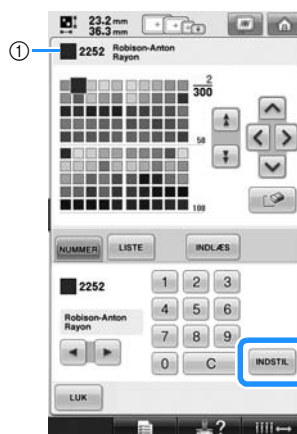 23.2 mm
36.3 mm
①
2252 Robison-Anton
Rayon
2
300
50
100
NUMMER LISTE INDLÆS
2252
1 2 3
Robison-Anton
Rayon
4 5 6
7 8 9
0 C INDSTIL
LUK
?